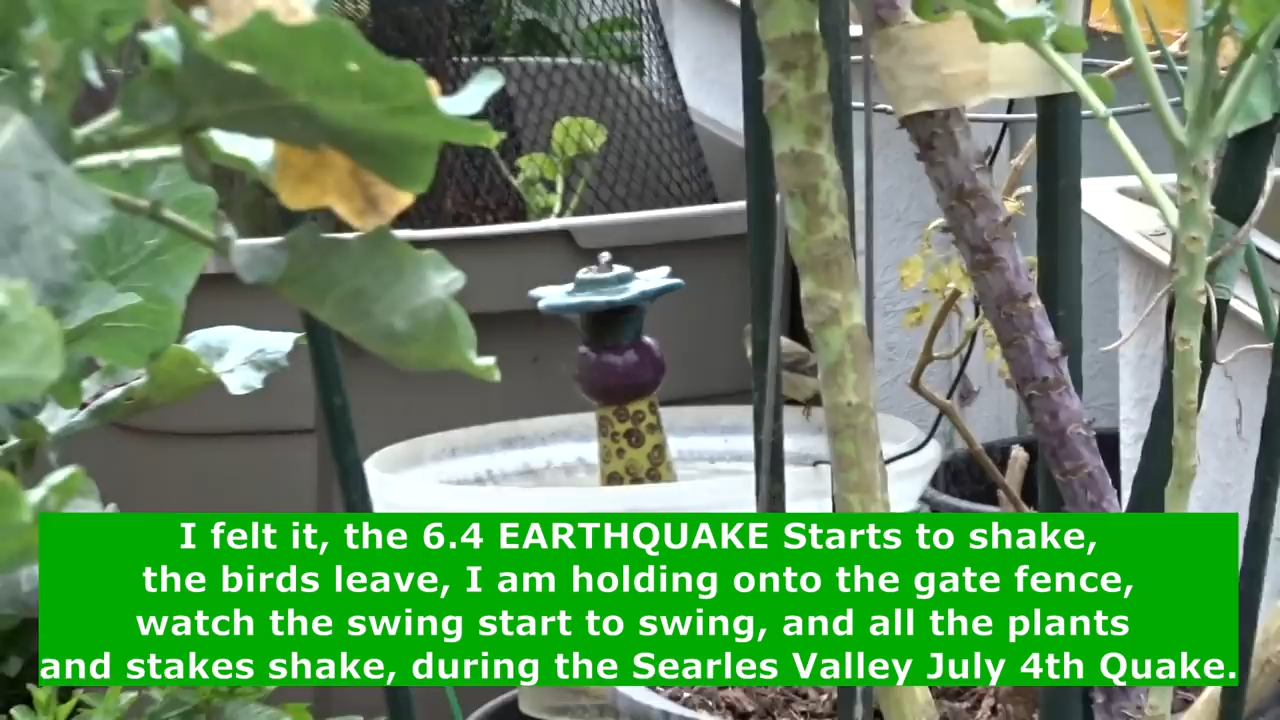 I felt it, the 6.4 EARTHQUAKE Starts to shake,
the birds leave, I am holding onto the gate fence,
watch the swing start to swing, and all the plants
and stakes shake, during the Searles Valley July 4th Quake.